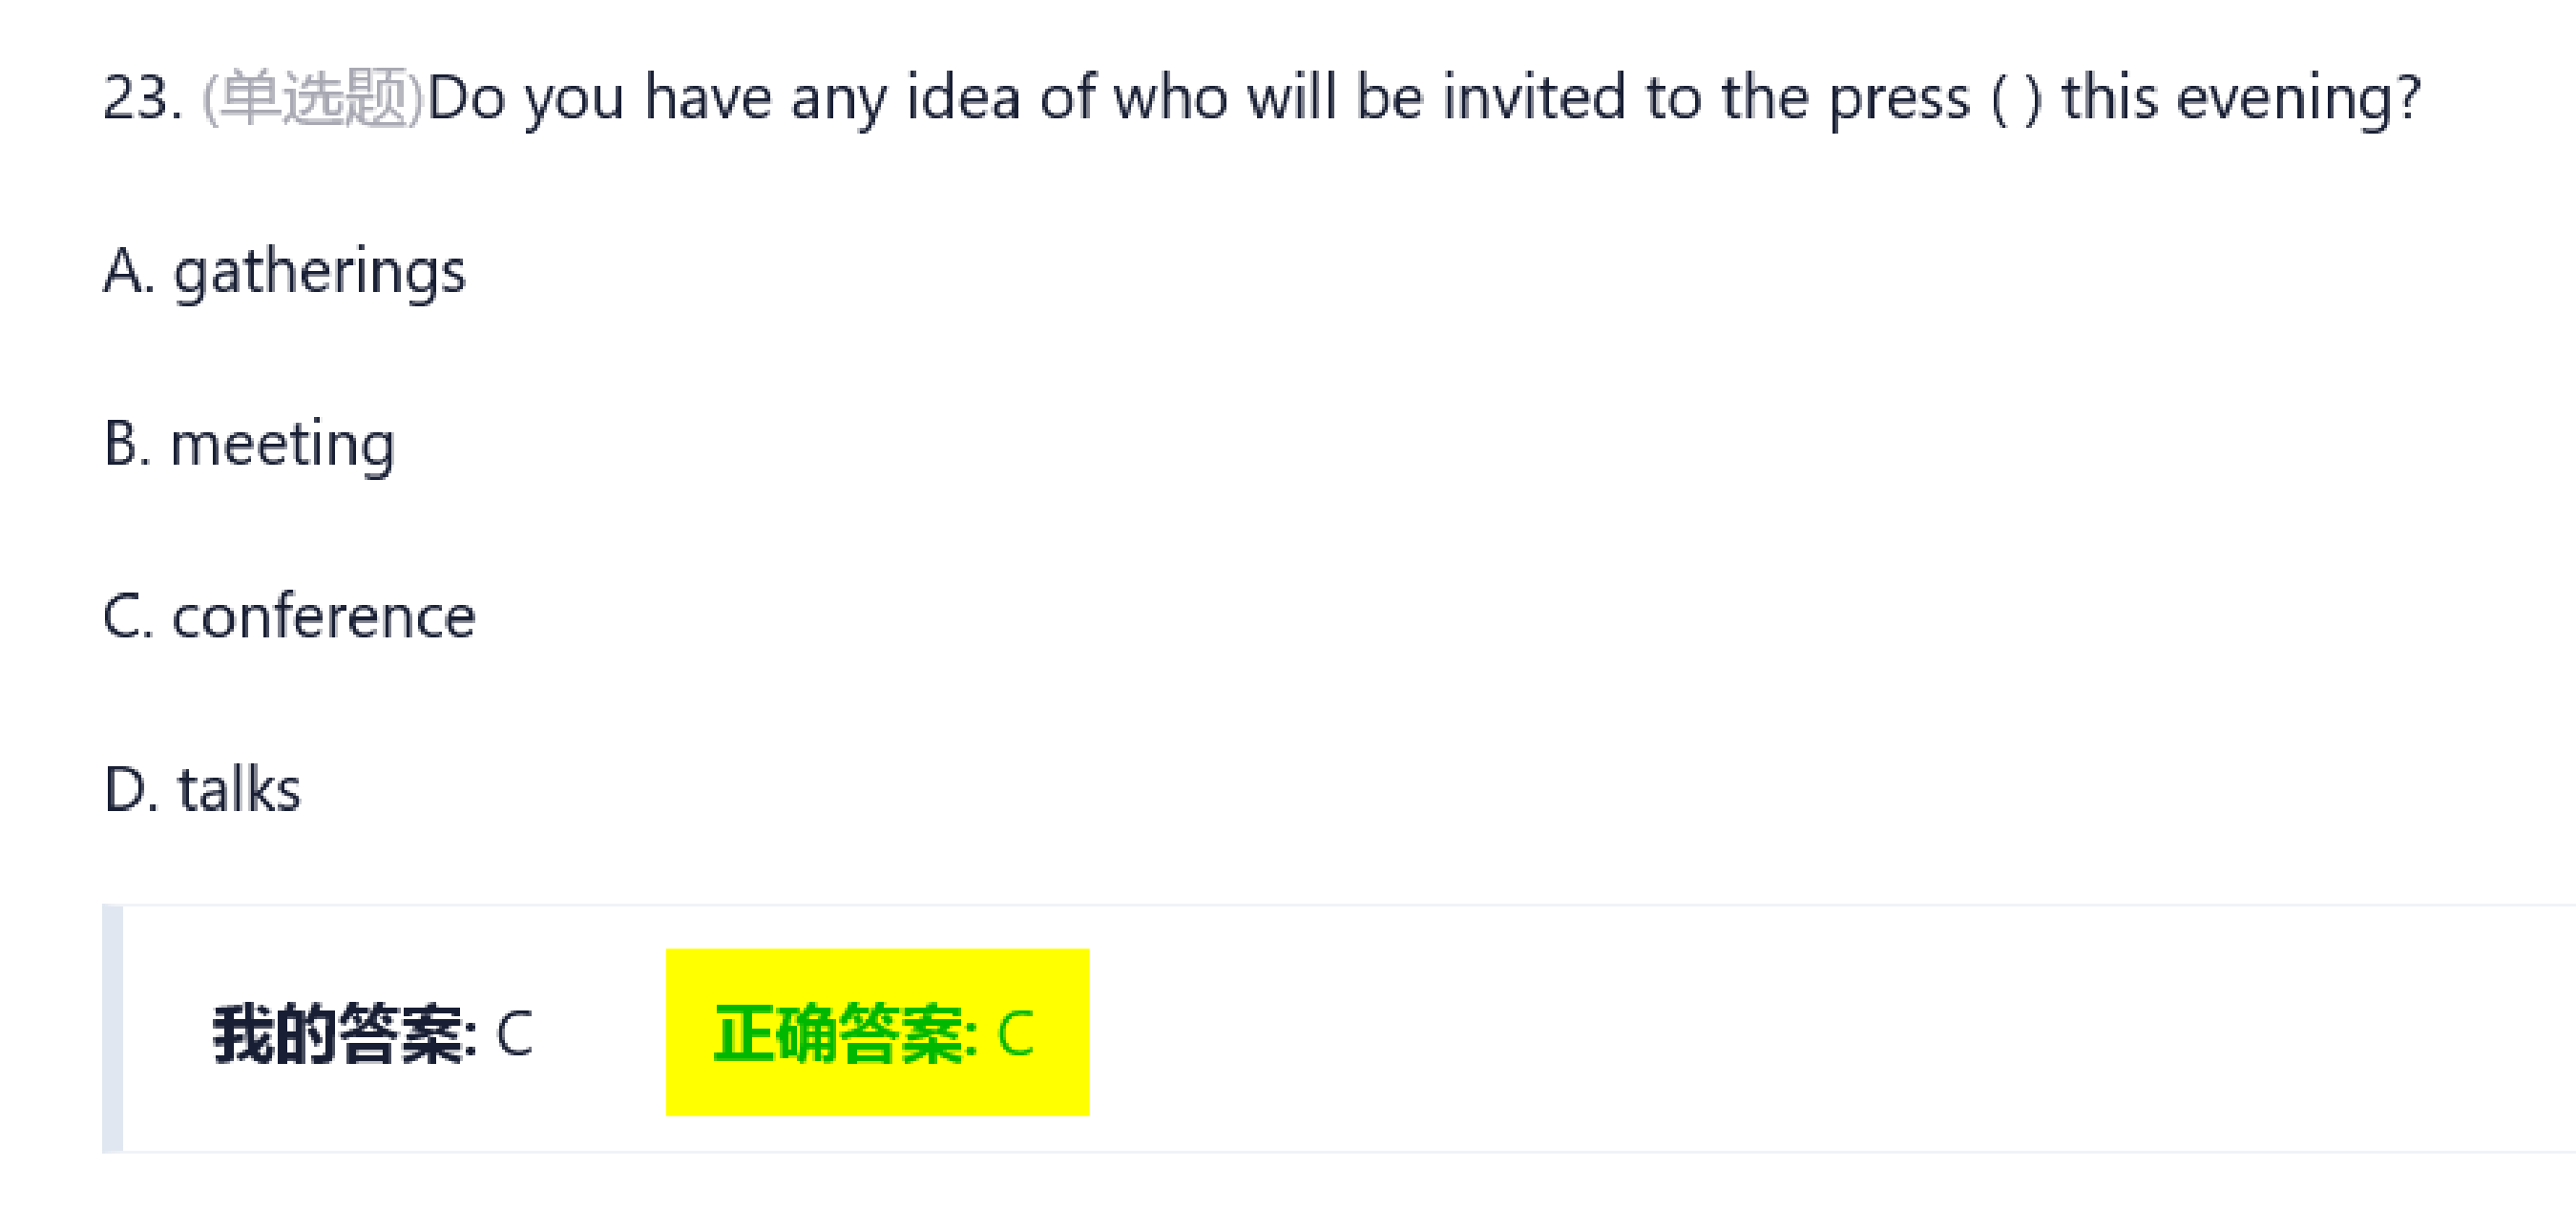 23. (单选题)Do you have any idea of who will be invited to the press ( ) this evening?
A. gatherings
B. meeting
C. conference
D. talks
我的答案: C 正确答案: C